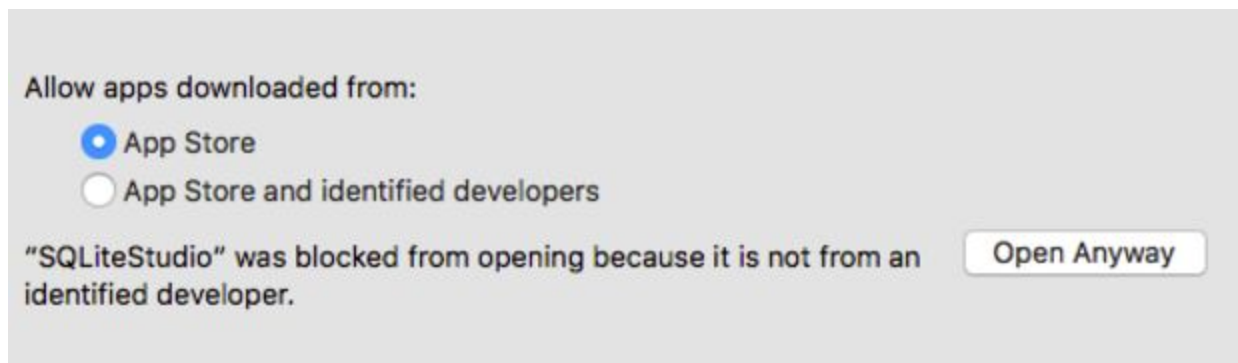 Allow apps downloaded from:
App Store
App Store and identified developers
“SQLiteStudio” was blocked from opening because it is not from an
identified developer.
Open Anyway